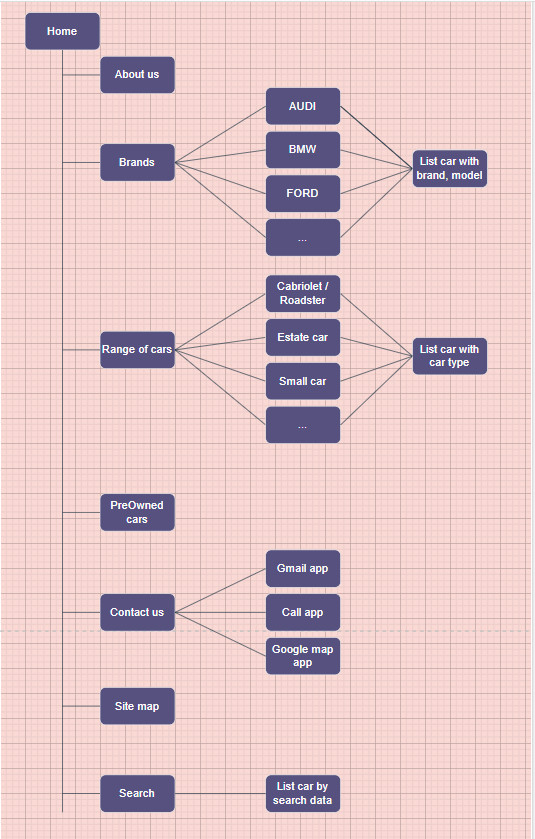 Home
About us
Brands
AUDI
BMW
FORD
...
List car with
brand, model
Range of cars
Cabriolet /
Roadster
Estate car
Small car
...
List car with
car type
PreOwned
cars
Contact us
Gmail app
Call app
Google map
app
Site map
Search
List car by
search data